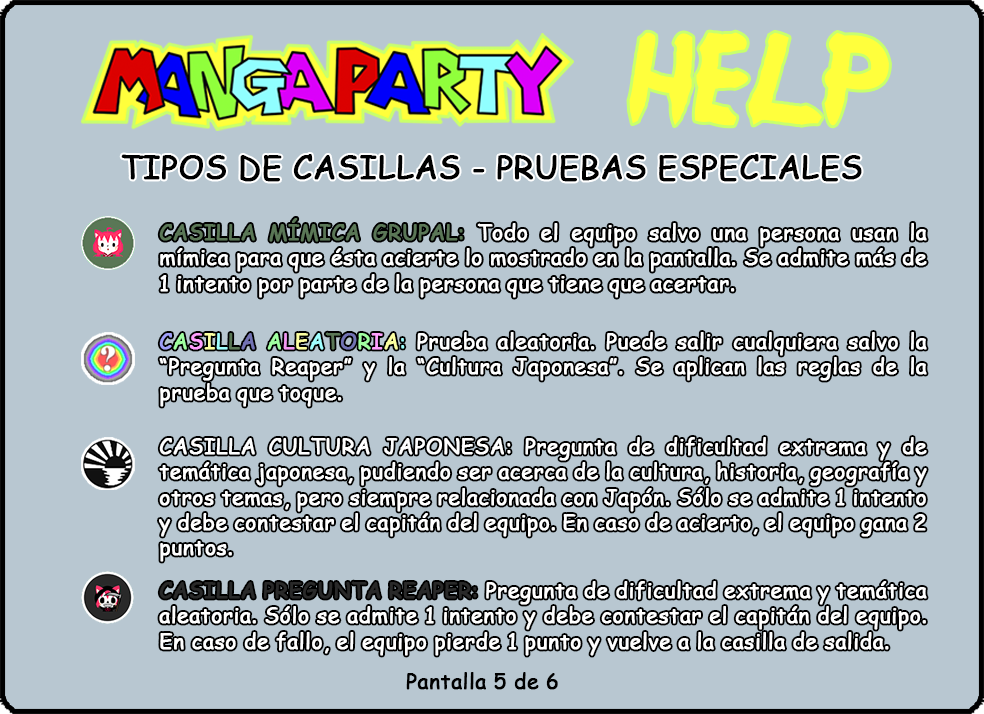 MANGA PARTY HELP
TIPOS DE CASILLAS - PRUEBAS ESPECIALES
CASILLA MÍMICA GRUPAL: Todo el equipo salvo una persona usan la
mímica para que ésta acierte lo mostrado en la pantalla. Se admite más de
1 intento por parte de la persona que tiene que acertar.
CASILLA ALEATORIA: Prueba aleatoria. Puede salir cualquiera salvo la
“Pregunta Reaper” y la “Cultura Japonesa”. Se aplican las reglas de la
prueba que toque.
CASILLA CULTURA JAPONESA: Pregunta de dificultad extrema y de
temática japonesa, pudiendo ser acerca de la cultura, historia, geografía y
otros temas, pero siempre relacionada con Japón. Sólo se admite 1 intento
y debe contestar el capitán del equipo. En caso de acierto, el equipo gana 2
puntos.
CASILLA PREGUNTA REAPER: Pregunta de dificultad extrema y temática
aleatoria. Sólo se admite 1 intento y debe contestar el capitán del equipo.
En caso de fallo, el equipo pierde 1 punto y vuelve a la casilla de salida.
Pantalla 5 de 6